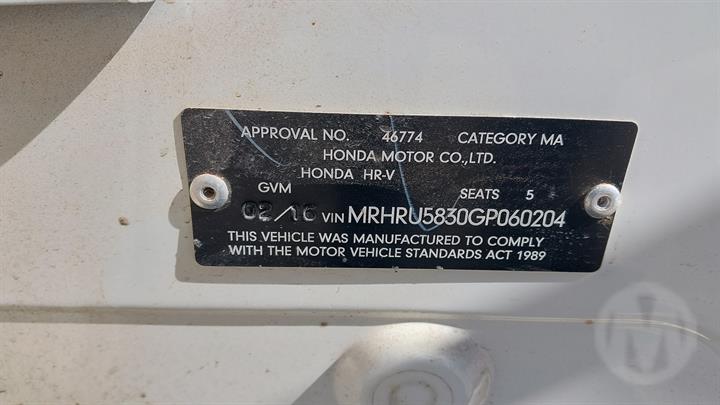 APPROVAL NO. 46774 CATEGORY MA
HONDA MOTOR CO.,LTD.
HONDA HR-V
GVM SEATS 5
02/16 VIN MRHRU5830GP060204
THIS VEHICLE WAS MANUFACTURED TO COMPLY
WITH THE MOTOR VEHICLE STANDARDS ACT 1989
M